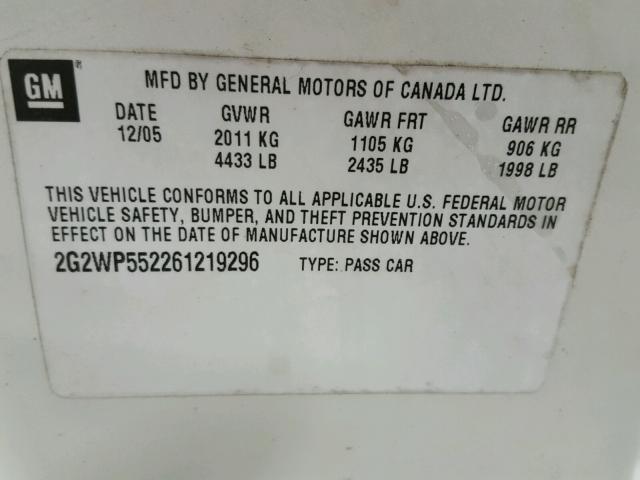 GM®
MFD BY GENERAL MOTORS OF CANADA LTD.
DATE GVWR GAWR FRT GAWR RR
12/05 2011 KG 1105 KG 906 KG
4433 LB 2435 LB 1998 LB
THIS VEHICLE CONFORMS TO ALL APPLICABLE U.S. FEDERAL MOTOR
VEHICLE SAFETY, BUMPER, AND THEFT PREVENTION STANDARDS IN
EFFECT ON THE DATE OF MANUFACTURE SHOWN ABOVE.
2G2WP552261219296 TYPE: PASS CAR